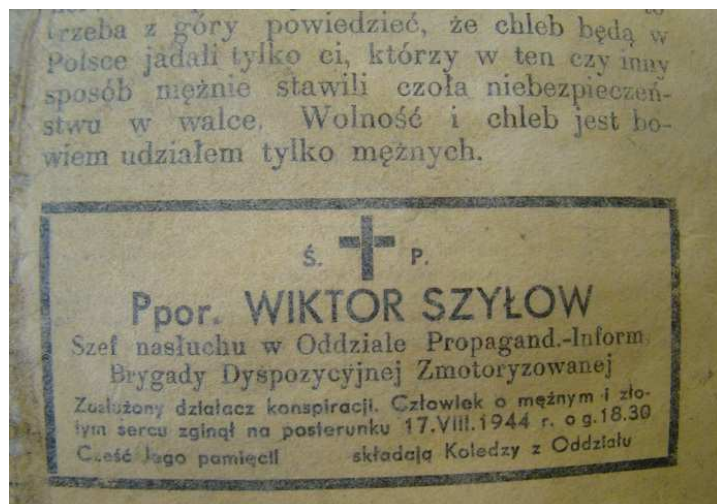 trzeba z góry powiedzieć, że chleb będą w
Polsce jadali tylko ci, którzy w ten czy inny
sposób mężnie stawili czoła niebezpieczeń-
stwu w walce. Wolność i chleb jest bo-
wiem udziałem tylko mężnych.
Ś. P.
Ppor. WIKTOR SZYŁOW
Szef nasłuchu w Oddziale Propagand.-Inform.
Brygady Dyspozycyjnej Zmotoryzowanej
Zasłużony działacz konspiracji. Człowiek o mężnym i zło-
tym sercu zginął na posterunku 17.VIII.1944 r. o g.18.30
Cześć Jego pamięci! składają Koledzy z Oddziału